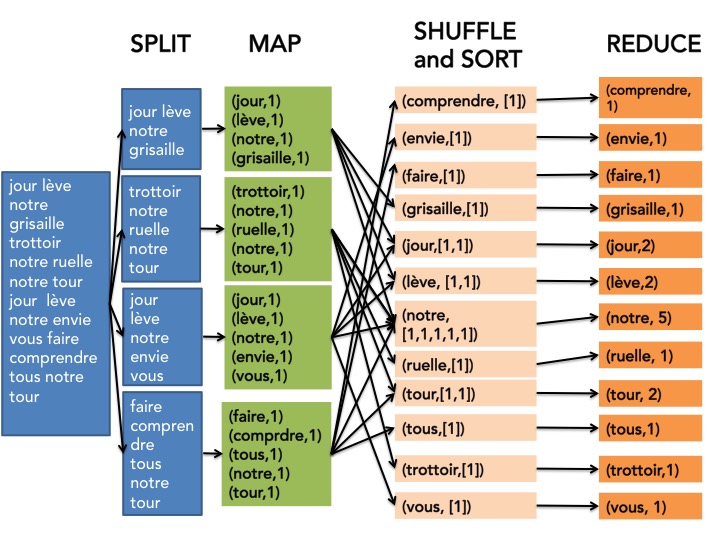 SPLIT
MAP
SHUFFLE
and SORT
REDUCE
jour lève
notre
grisaille
trottoir
notre ruelle
notre tour
jour  lève
notre envie
vous faire
comprendre
tous notre
tour
jour lève
notre
grisaille
trottoir
notre
ruelle
notre
tour
jour
lève
notre
envie
vous
faire
compren
dre
tous
notre
tour
(jour,1)
(lève,1)
(notre,1)
(grisaille,1)
(trottoir,1)
(notre,1)
(ruelle,1)
(notre,1)
(tour,1)
(jour,1)
(lève,1)
(notre,1)
(envie,1)
(vous,1)
(faire,1)
(comprdre,1)
(tous,1)
(notre,1)
(tour,1)
(comprendre, [1])
(envie,[1])
(faire,[1])
(grisaille,[1])
(jour,[1,1])
(lève, [1,1])
(notre,
[1,1,1,1,1])
(ruelle,[1])
(tour,[1,1])
(tous,[1])
(trottoir,[1])
(vous, [1])
(comprendre,
1)
(envie,1)
(faire,1)
(grisaille,1)
(jour,2)
(lève,2)
(notre, 5)
(ruelle, 1)
(tour, 2)
(tous,1)
(trottoir,1)
(vous, 1)